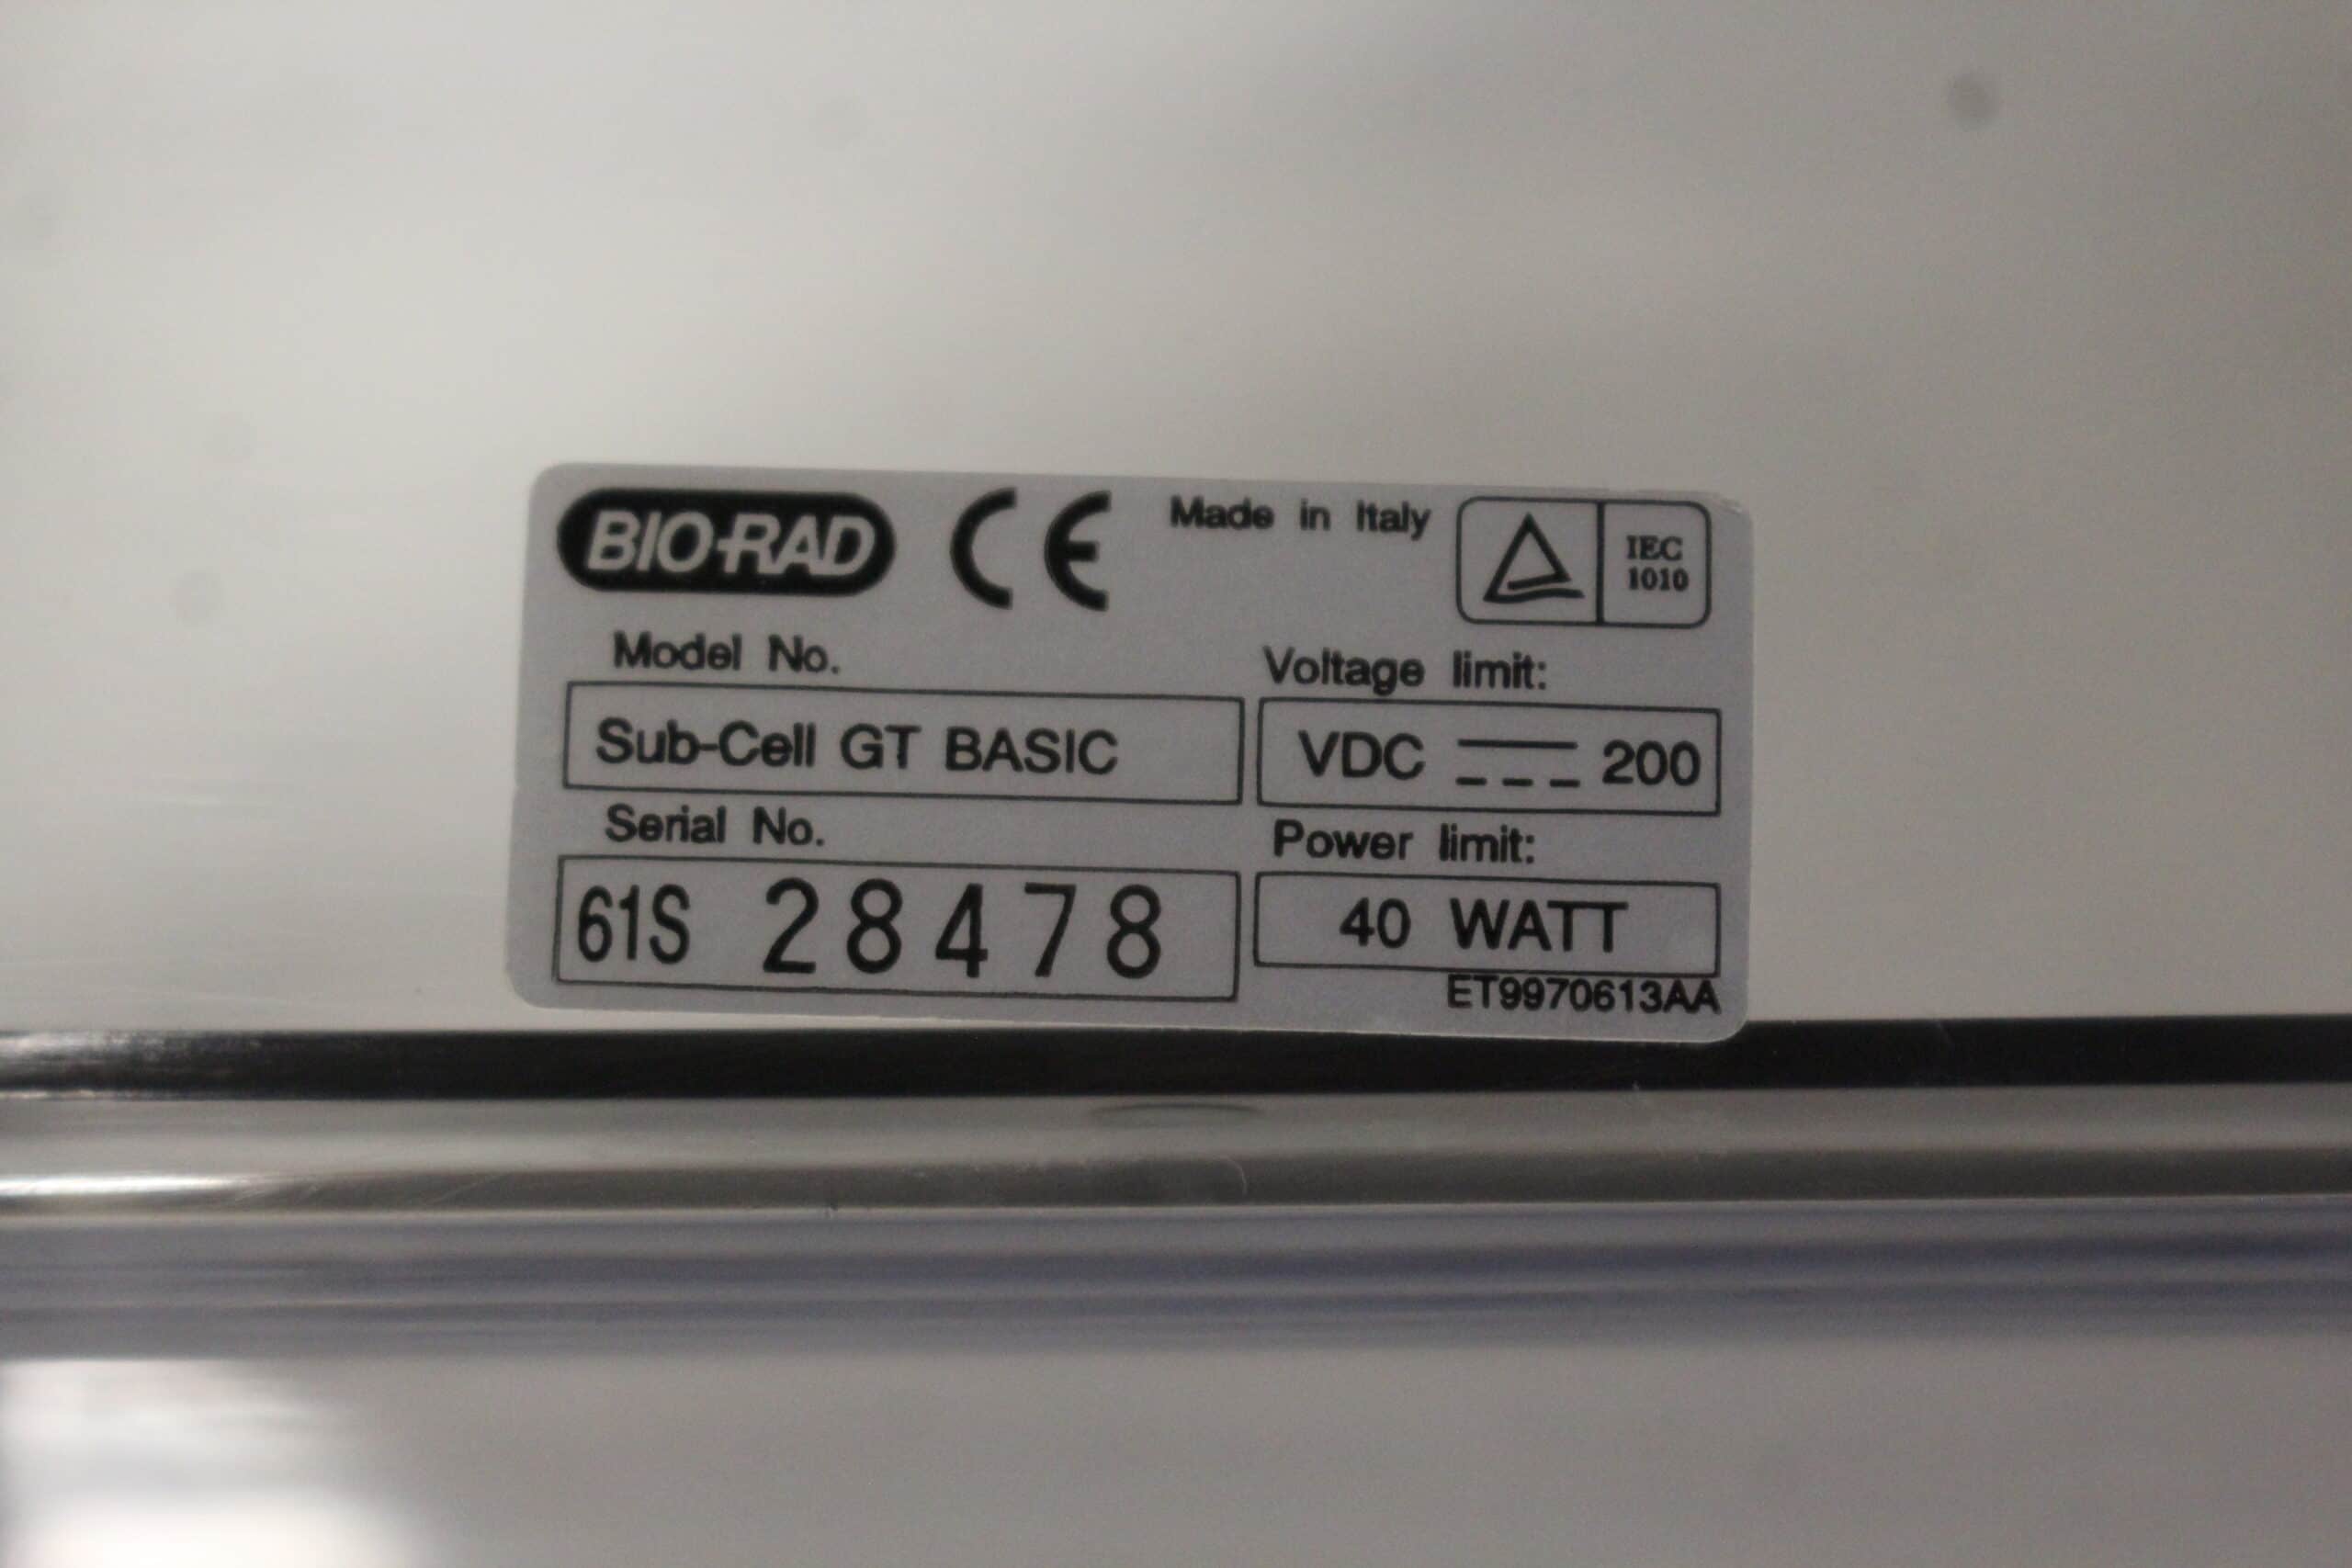 BIO-RAD CE Made in Italy IEC
1010
Model No. Voltage limit:
Sub-Cell GT BASIC VDC 200
Serial No. Power limit:
61S 28478 40 WATT
ET9970613AA